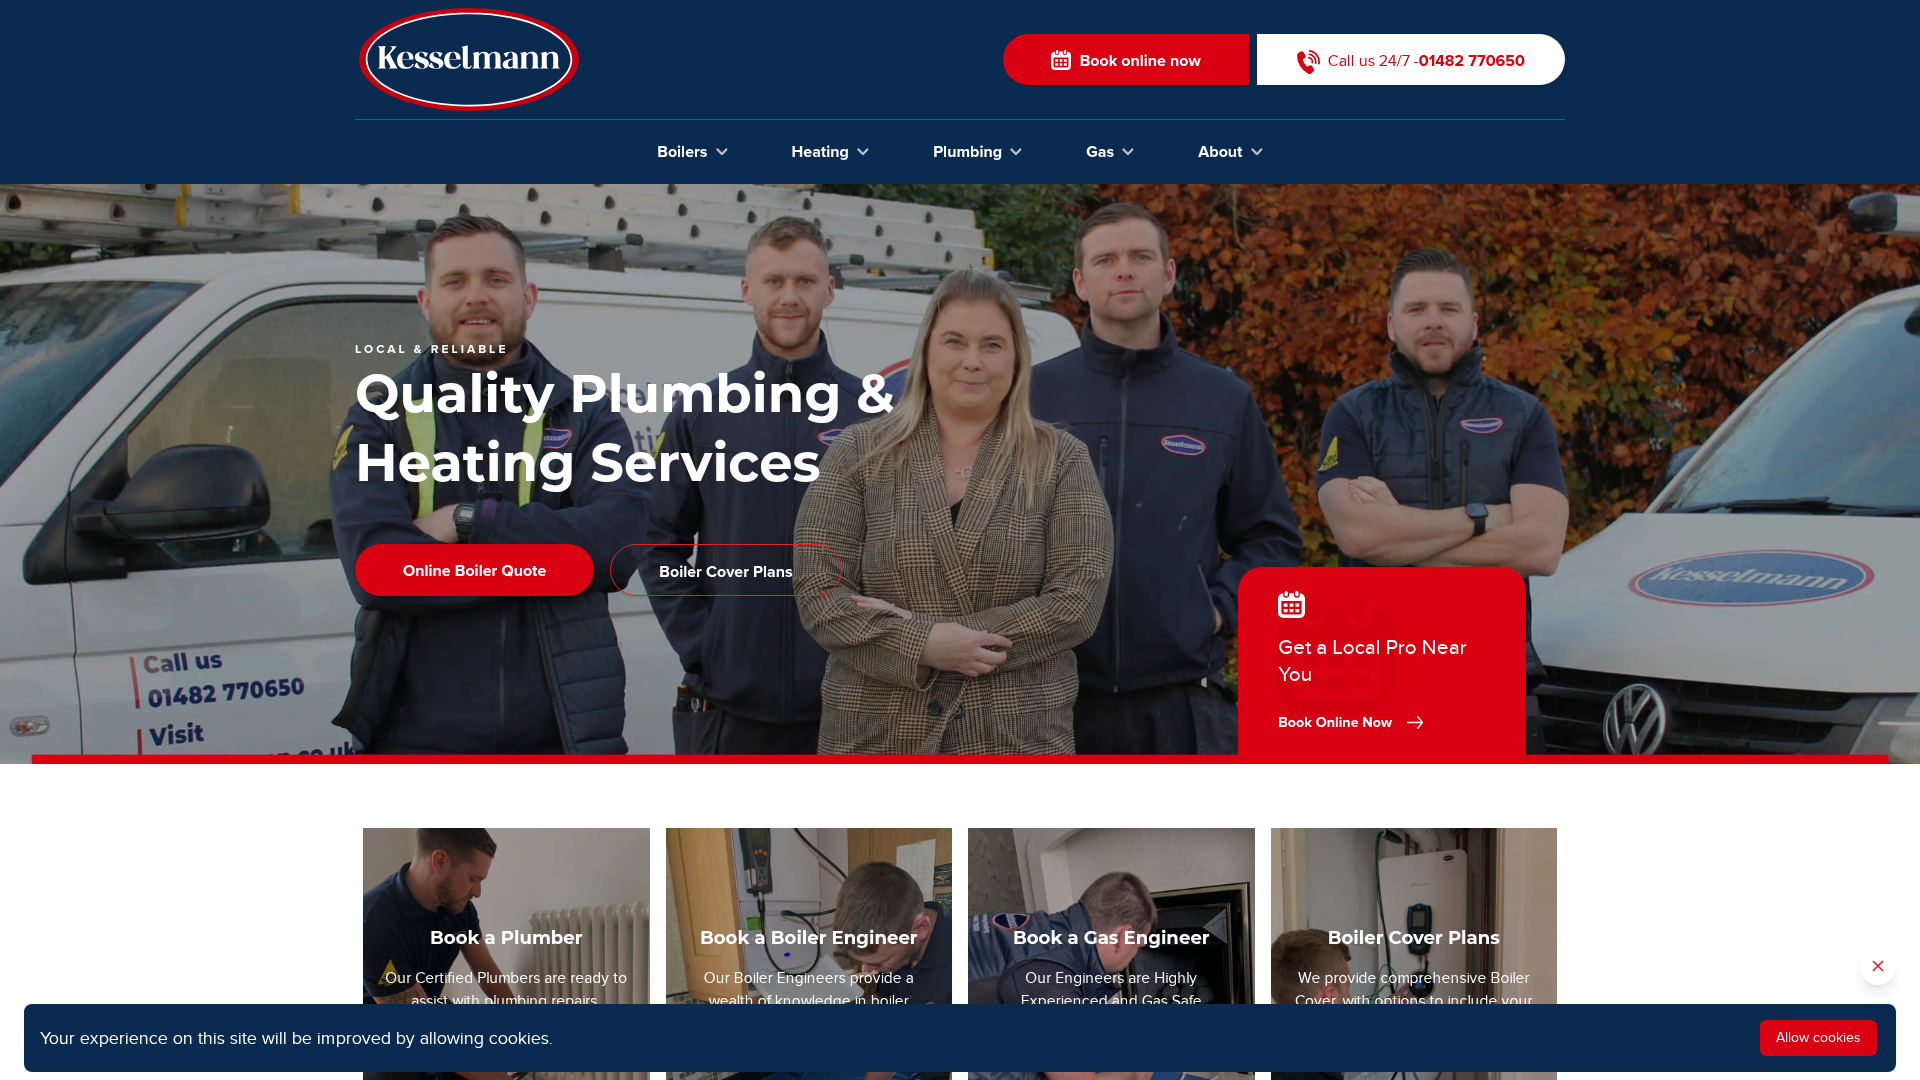 Kesselmann
Book online now
Call us 24/7 -01482 770650
Boilers
Heating
Plumbing
Gas
About
LOCAL & RELIABLE
Quality Plumbing &
Heating Services
Online Boiler Quote
Boiler Cover Plans
Kesselmann
Kesselmann
Kesselmann
Call us
01482 770650
Visit
Get a Local Pro Near
You
Book Online Now
Book a Plumber
Our Certified Plumbers are ready to
assist with plumbing repairs
Book a Boiler Engineer
Our Boiler Engineers provide a
wealth of knowledge in boiler
Book a Gas Engineer
Our Engineers are Highly
Experienced and Gas Safe
Boiler Cover Plans
We provide comprehensive Boiler
Cover, with options to include your
Your experience on this site will be improved by allowing cookies.
Allow cookies